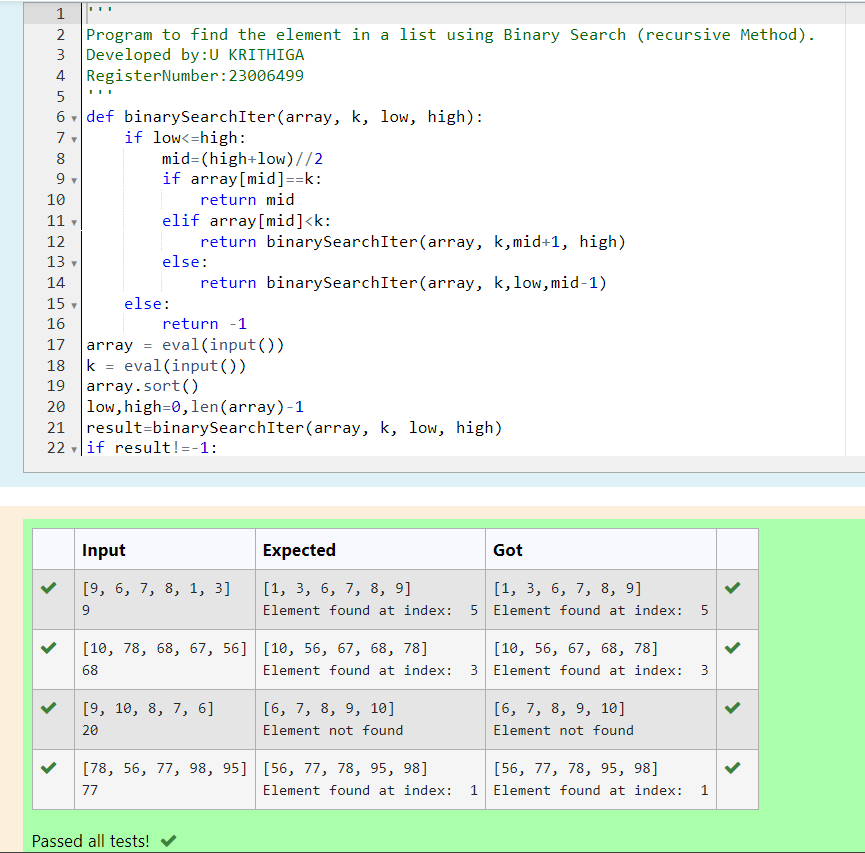 1 '''
2 Program to find the element in a list using Binary Search (recursive Method).
3 Developed by:U KRITHIGA
4 RegisterNumber:23006499
5 '''
6 def binarySearchIter(array, k, low, high):
7     if low<=high:
8         mid=(high+low)//2
9         if array[mid]==k:
10             return mid
11         elif array[mid]<k:
12             return binarySearchIter(array, k,mid+1, high)
13         else:
14             return binarySearchIter(array, k,low,mid-1)
15     else:
16         return -1
17 array = eval(input())
18 k = eval(input())
19 array.sort()
20 low,high=0,len(array)-1
21 result=binarySearchIter(array, k, low, high)
22 if result!=-1:
Input Expected Got
[9, 6, 7, 8, 1, 3] [1, 3, 6, 7, 8, 9] [1, 3, 6, 7, 8, 9]
9 Element found at index:  5 Element found at index:  5
[10, 78, 68, 67, 56] [10, 56, 67, 68, 78] [10, 56, 67, 68, 78]
68 Element found at index:  3 Element found at index:  3
[9, 10, 8, 7, 6] [6, 7, 8, 9, 10] [6, 7, 8, 9, 10]
20 Element not found Element not found
[78, 56, 77, 98, 95] [56, 77, 78, 95, 98] [56, 77, 78, 95, 98]
77 Element found at index:  1 Element found at index:  1
Passed all tests!